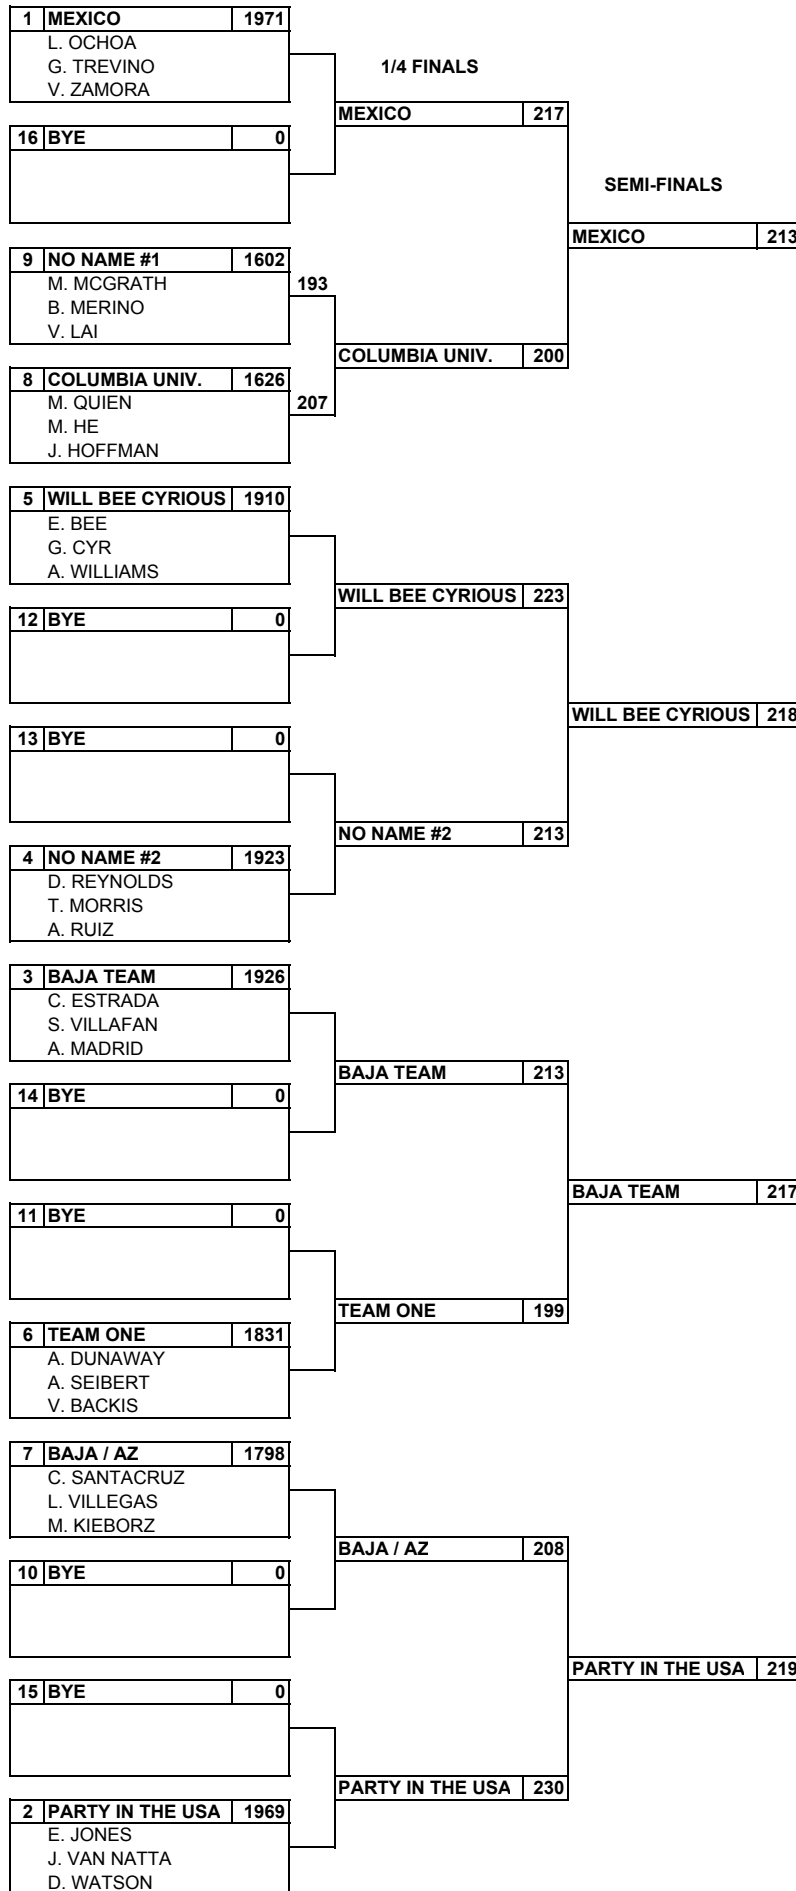 1 MEXICO 1971
L. OCHOA
G. TREVINO
V. ZAMORA
1/4 FINALS
MEXICO 217
16 BYE 0
SEMI-FINALS
MEXICO 213
9 NO NAME #1 1602
M. MCGRATH 193
B. MERINO
V. LAI
COLUMBIA UNIV. 200
8 COLUMBIA UNIV. 1626
M. QUIEN 207
M. HE
J. HOFFMAN
5 WILL BEE CYRIOUS 1910
E. BEE
G. CYR
A. WILLIAMS
WILL BEE CYRIOUS 223
12 BYE 0
WILL BEE CYRIOUS 218
13 BYE 0
NO NAME #2 213
4 NO NAME #2 1923
D. REYNOLDS
T. MORRIS
A. RUIZ
3 BAJA TEAM 1926
C. ESTRADA
S. VILLAFAN
A. MADRID
BAJA TEAM 213
14 BYE 0
BAJA TEAM 217
11 BYE 0
TEAM ONE 199
6 TEAM ONE 1831
A. DUNAWAY
A. SEIBERT
V. BACKIS
7 BAJA / AZ 1798
C. SANTACRUZ
L. VILLEGAS
M. KIEBORZ
BAJA / AZ 208
10 BYE 0
PARTY IN THE USA 219
15 BYE 0
PARTY IN THE USA 230
2 PARTY IN THE USA 1969
E. JONES
J. VAN NATTA
D. WATSON